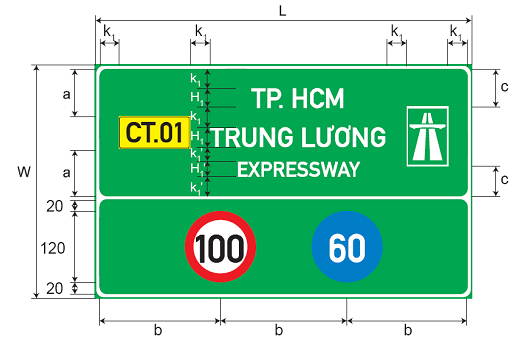 L
k1 k1 k1 k1
W
a
a
c
c
k1
H1
k1
H1
k1
H1'
k1'
TP. HCM
CT.01
TRUNG LƯƠNG
EXPRESSWAY
20
120
20
100
60
b b b